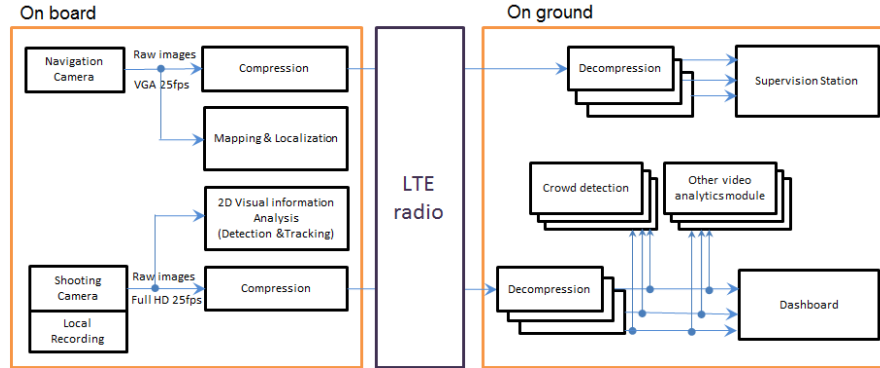 On board
On ground
Navigation
Camera
Raw images
VGA 25fps
Compression
Mapping & Localization
2D Visual information
Analysis
(Detection &Tracking)
Shooting
Camera
Local
Recording
Raw images
Full HD 25fps
Compression
LTE
radio
Decompression
Supervision Station
Crowd detection
Other video
analytics module
Decompression
Dashboard